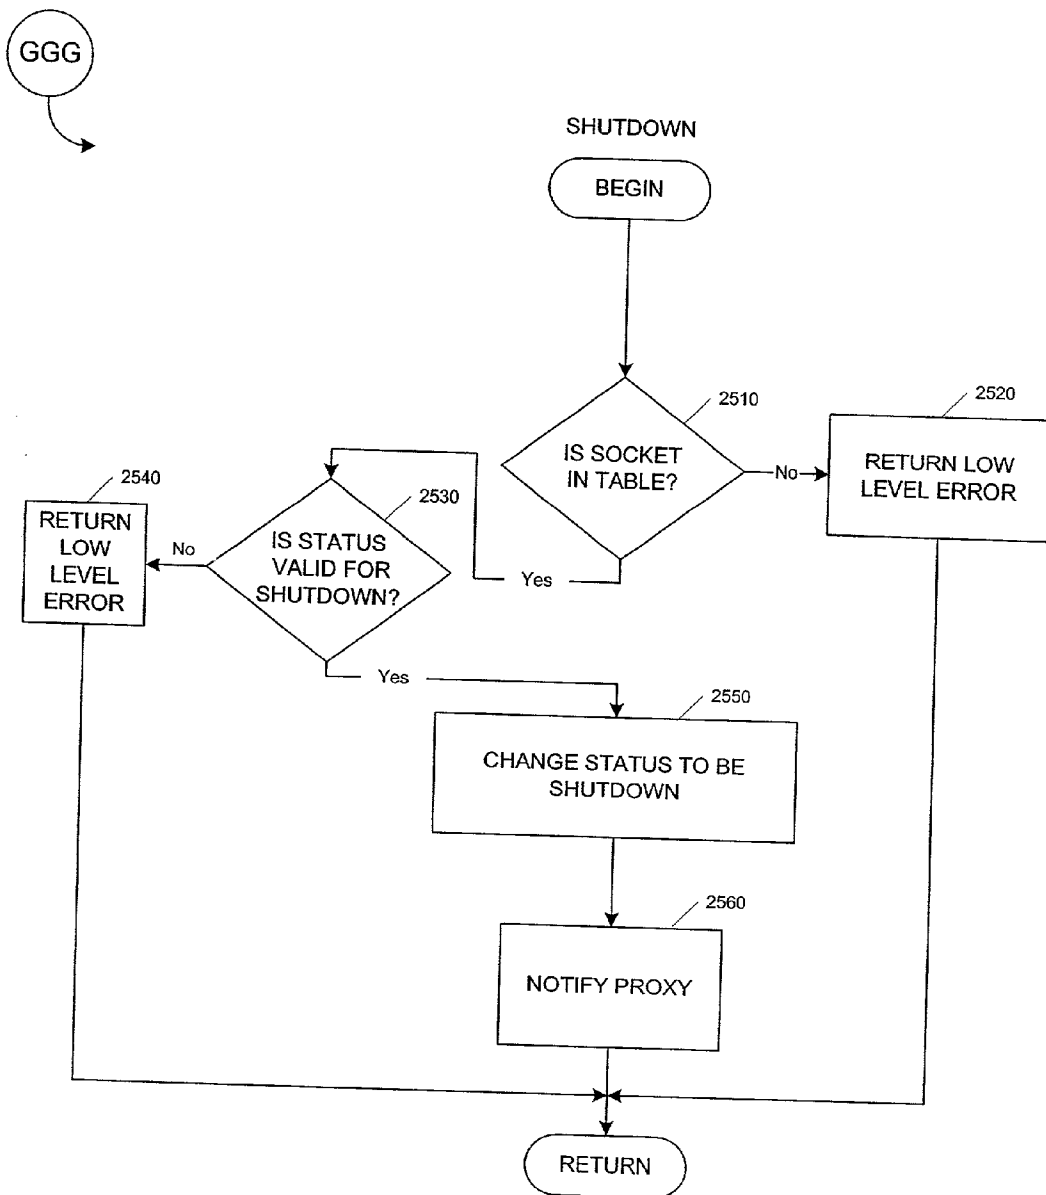 GGG
SHUTDOWN
BEGIN
2510
IS SOCKET
IN TABLE?
No
2520
RETURN LOW
LEVEL ERROR
Yes
2530
IS STATUS
VALID FOR
SHUTDOWN?
No
2540
RETURN
LOW
LEVEL
ERROR
Yes
2550
CHANGE STATUS TO BE
SHUTDOWN
2560
NOTIFY PROXY
RETURN